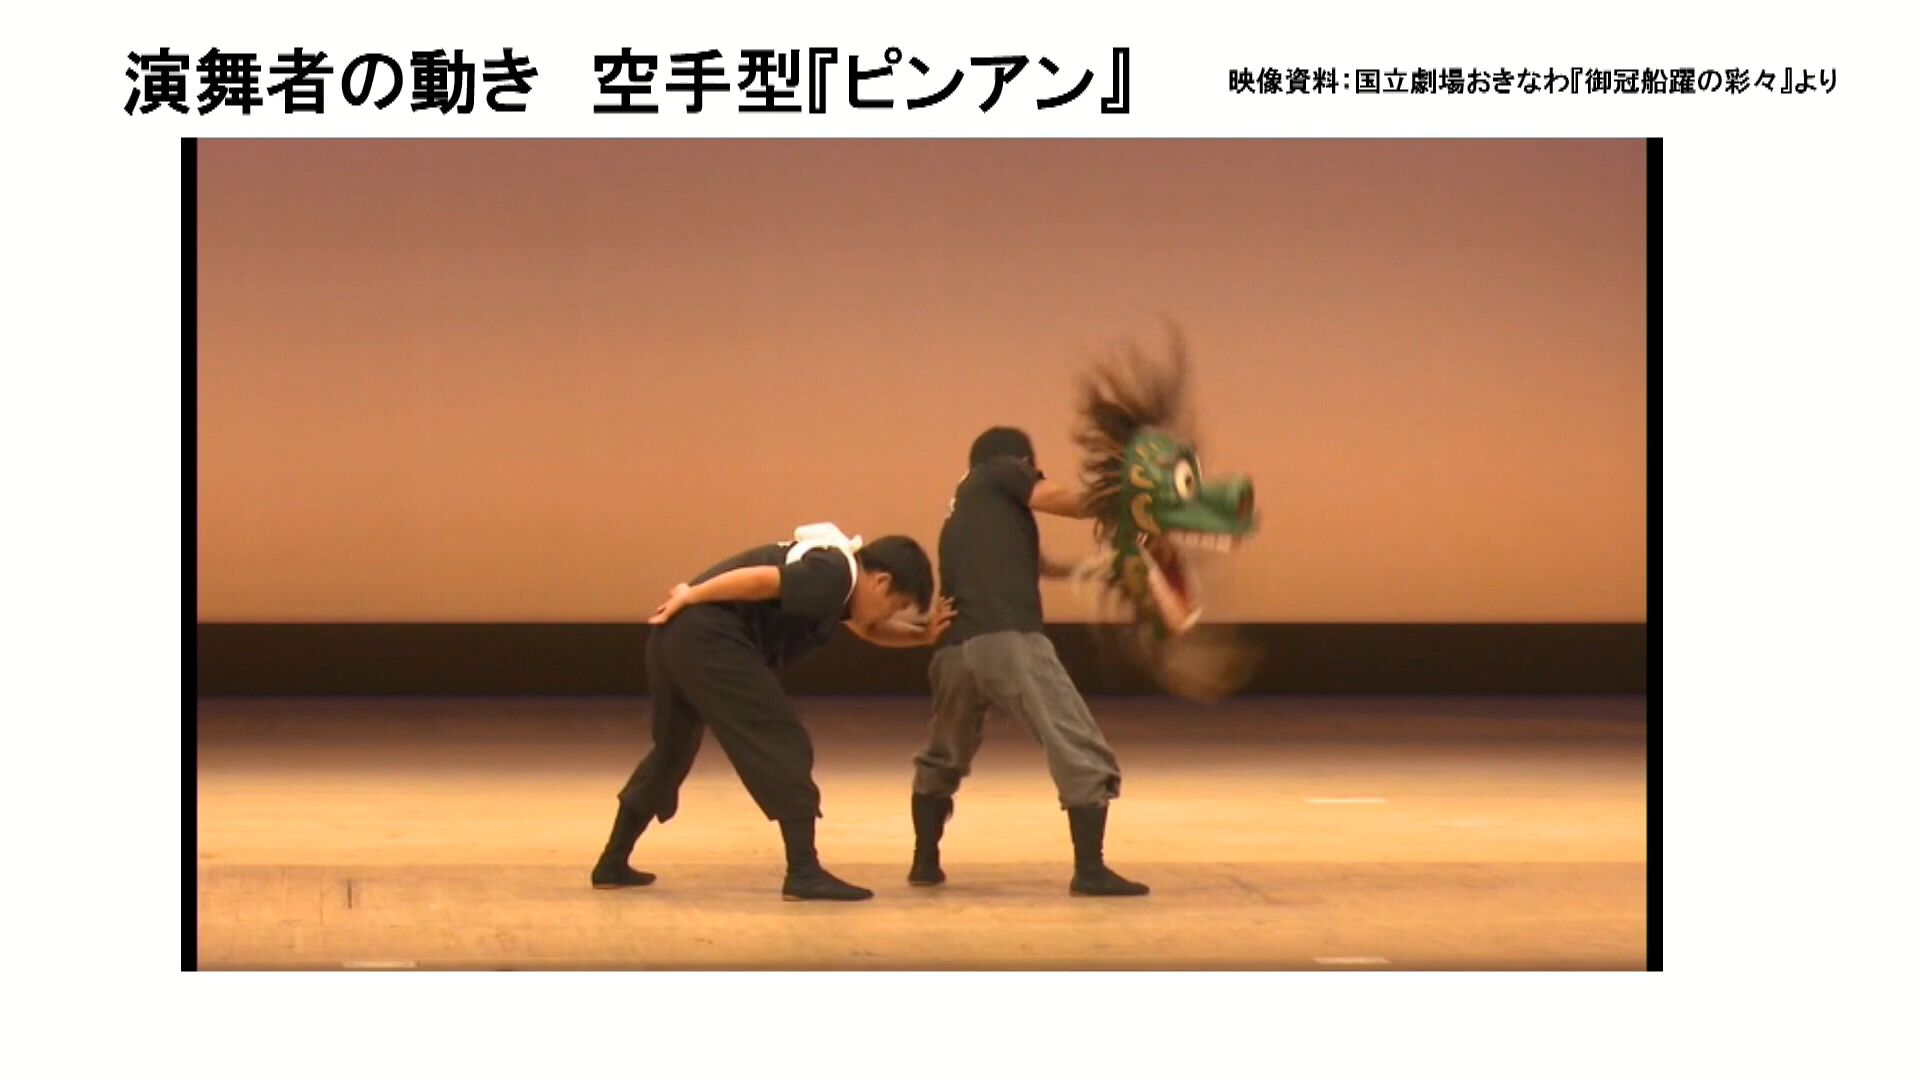 演舞者の動き　空手型『ピンアン』
映像資料：国立劇場おきなわ『御冠船躍の彩々』より